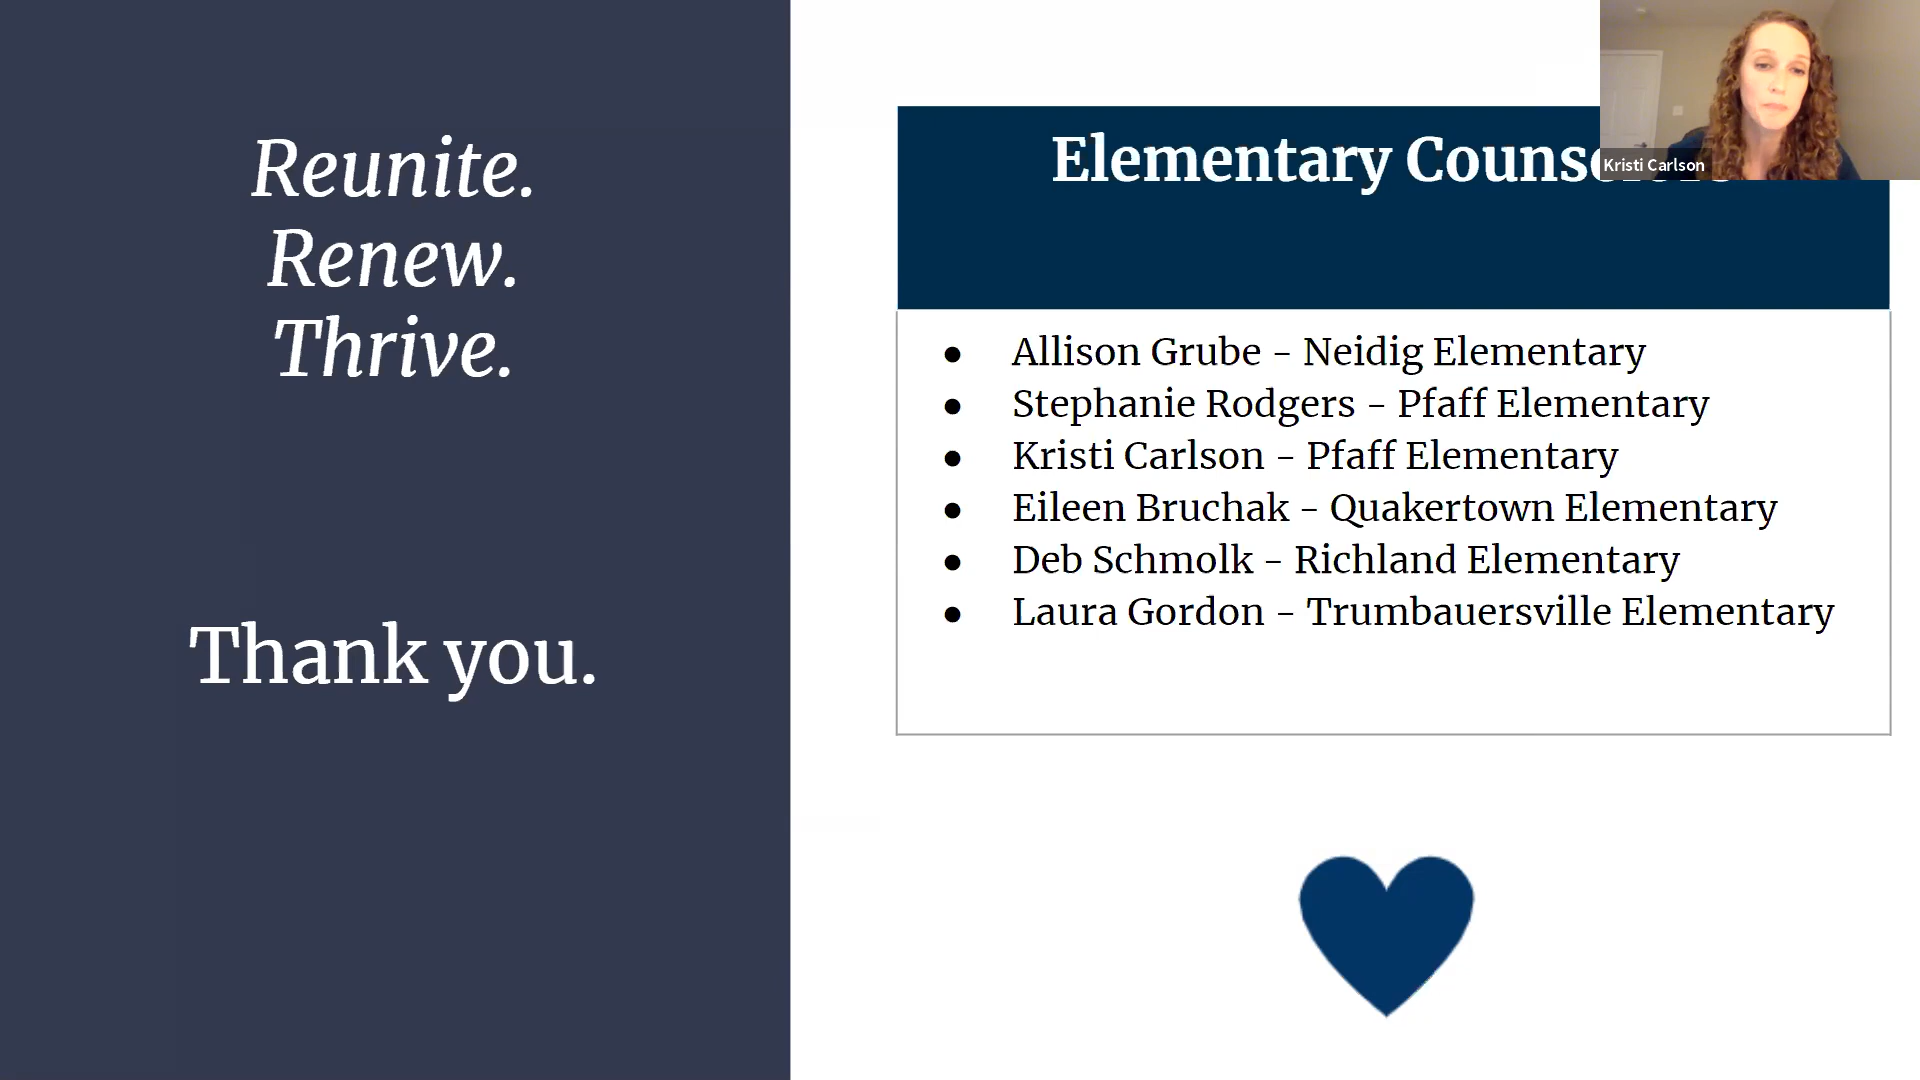 Reunite.
Renew.
Thrive.
Thank you.
Elementary
Kristi Carlson
● Allison Grube - Neidig Elementary
● Stephanie Rodgers - Pfaff Elementary
● Kristi Carlson - Pfaff Elementary
● Eileen Bruchak - Quakertown Elementary
● Deb Schmolk - Richland Elementary
● Laura Gordon - Trumbauersville Elementary